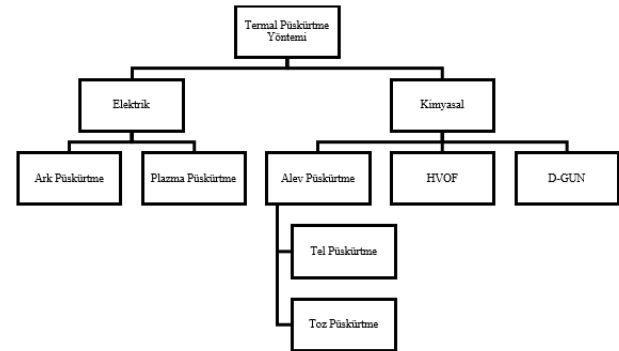 Termal Püskürtme
Yöntemi
Elektrik
Kimyasal
Ark Püskürtme
Plazma Püskürtme
Alev Püskürtme
HVOF
D-GUN
Tel Püskürtme
Toz Püskürtme